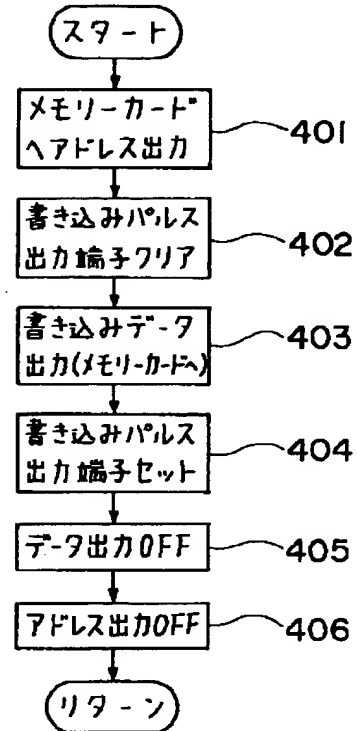 スタート
メモリーカード
へアドレス出力
401
書き込みパルス
出力端子クリア
402
書き込みデータ
出力(メモリーカードへ)
403
書き込みパルス
出力端子セット
404
データ出力OFF
405
アドレス出力OFF
406
リターン